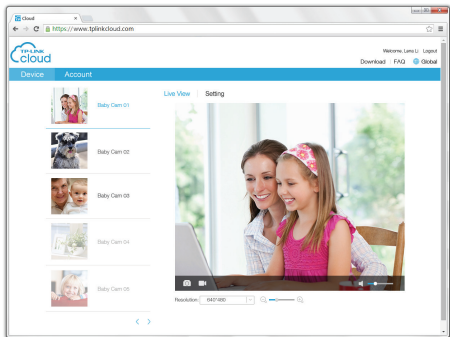 Cloud
https://www.tplinkcloud.com
TP-LINK
cloud
Welcome, Lena Li Logout
Download FAQ Global
Device Account
Live View Setting
Baby Cam 01
Baby Cam 02
Baby Cam 03
Baby Cam 04
Baby Cam 05
Resolution: 640*480